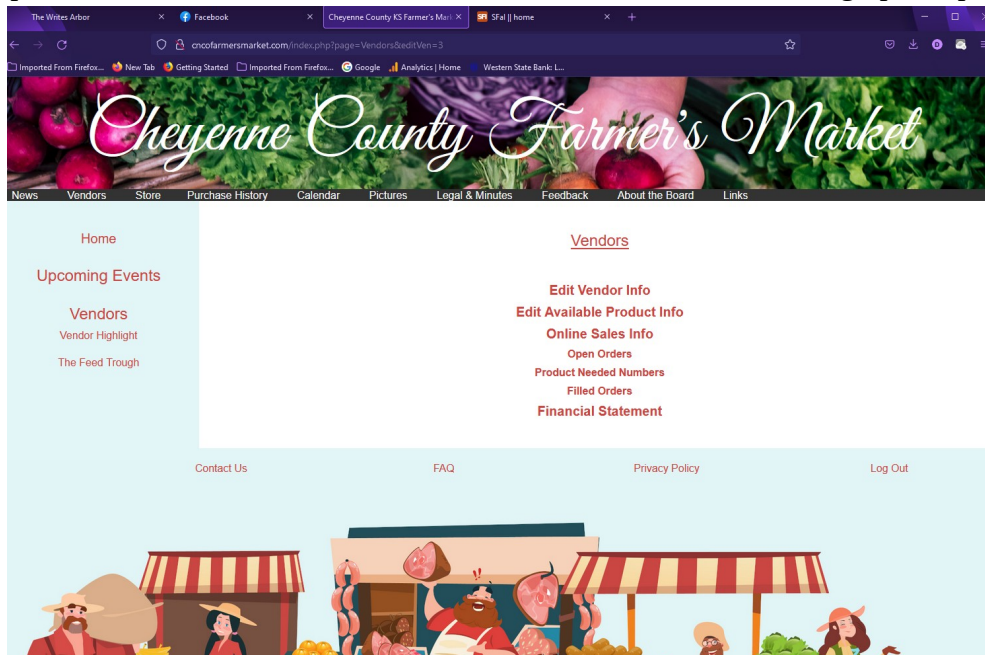 The Writes Arbor
Facebook
Cheyenne County KS Farmer's Mark
SFal || home
cncofarmersmarket.com/index.php?page=Vendors&editVen=3
Imported From Firefox... New Tab Getting Started Imported From Firefox... Google Analytics | Home Western State Bank: L...
Cheyenne County Farmer's Market
News Vendors Store Purchase History Calendar Pictures Legal & Minutes Feedback About the Board Links
Home
Upcoming Events
Vendors
Vendor Highlight
The Feed Trough
Vendors
Edit Vendor Info
Edit Available Product Info
Online Sales Info
Open Orders
Product Needed Numbers
Filled Orders
Financial Statement
Contact Us FAQ Privacy Policy Log Out